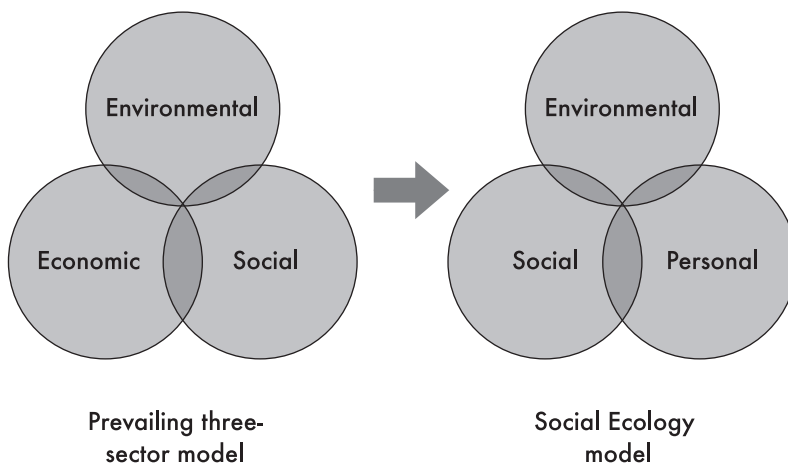 Environmental
Economic
Social
Prevailing three-
sector model
Environmental
Social
Personal
Social Ecology
model